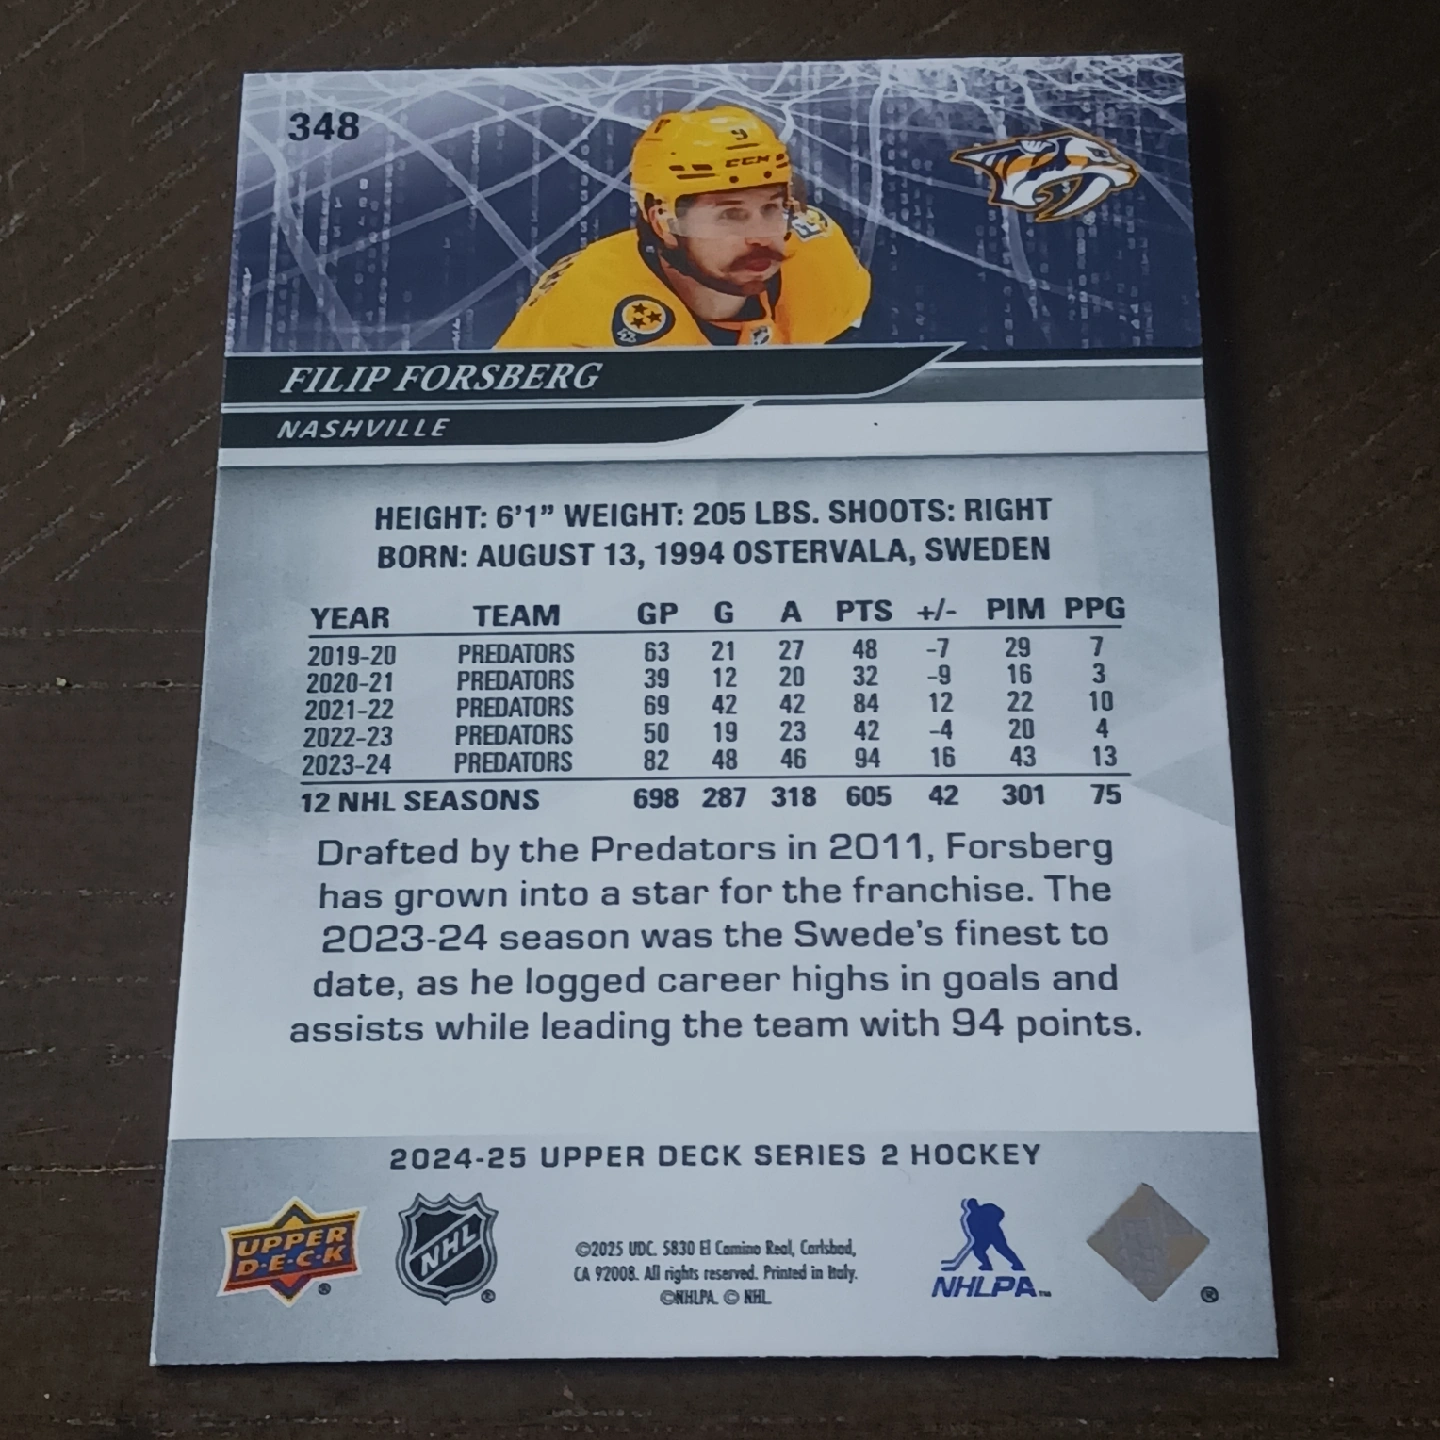 348
9
CCM
FILIP FORSBERG
NASHVILLE
HEIGHT: 6'1" WEIGHT: 205 LBS. SHOOTS: RIGHT
BORN: AUGUST 13, 1994 OSTERVALA, SWEDEN
YEAR TEAM GP G A PTS +/- PIM PPG
2019-20 PREDATORS 63 21 27 48 -7 29 7
2020-21 PREDATORS 39 12 20 32 -9 16 3
2021-22 PREDATORS 69 42 42 84 12 22 10
2022-23 PREDATORS 50 19 23 42 -4 20 4
2023-24 PREDATORS 82 48 46 94 16 43 13
12 NHL SEASONS 698 287 318 605 42 301 75
Drafted by the Predators in 2011, Forsberg
has grown into a star for the franchise. The
2023-24 season was the Swede's finest to
date, as he logged career highs in goals and
assists while leading the team with 94 points.
2024-25 UPPER DECK SERIES 2 HOCKEY
UPPER
D·E·C·K
®
NHL
®
©2025 UDC. 5830 El Camino Real, Carlsbad,
CA 92008. All rights reserved. Printed in Italy.
©NHLPA. © NHL.
NHLPA™
®